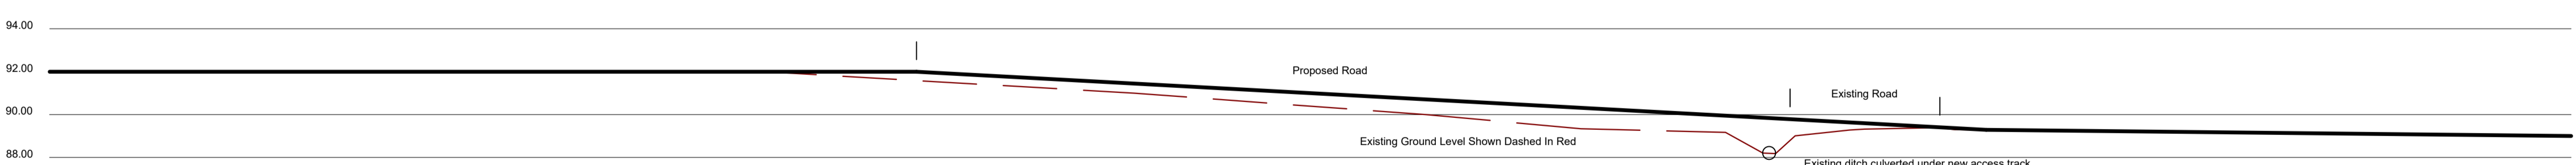 94.00
92.00
Proposed Road
Existing Road
90.00
Existing Ground Level Shown Dashed In Red
88.00
Existing ditch culverted under new access track